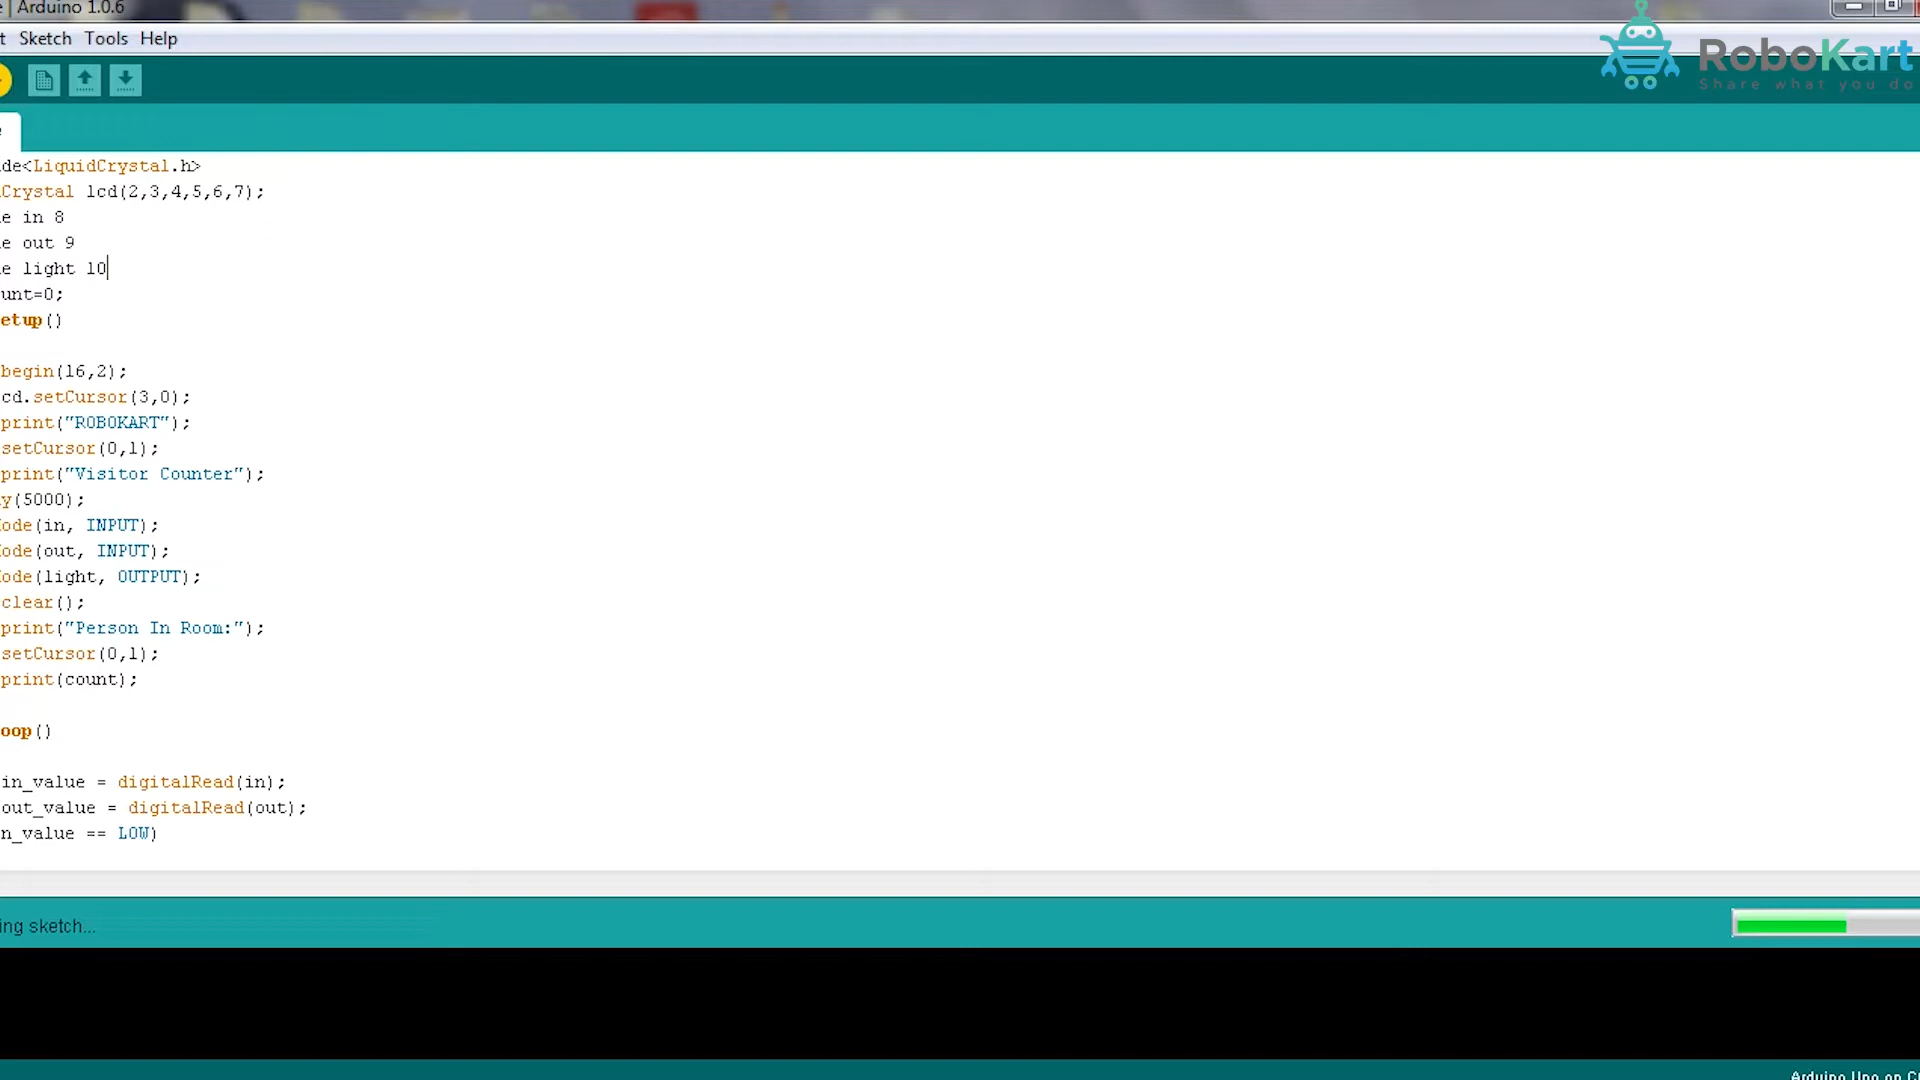 e | Arduino 1.0.6
t Sketch Tools Help
RoboKart
Share what you do
de<LiquidCrystal.h>
Crystal lcd(2,3,4,5,6,7);
e in 8
e out 9
e light 10
unt=0;
etup()
begin(16,2);
cd.setCursor(3,0);
print("ROBOKART");
setCursor(0,1);
print("Visitor Counter");
y(5000);
ode(in, INPUT);
ode(out, INPUT);
ode(light, OUTPUT);
clear();
print("Person In Room:");
setCursor(0,1);
print(count);
oop()
in_value = digitalRead(in);
out_value = digitalRead(out);
n_value == LOW)
ing sketch...
Arduino Uno on C